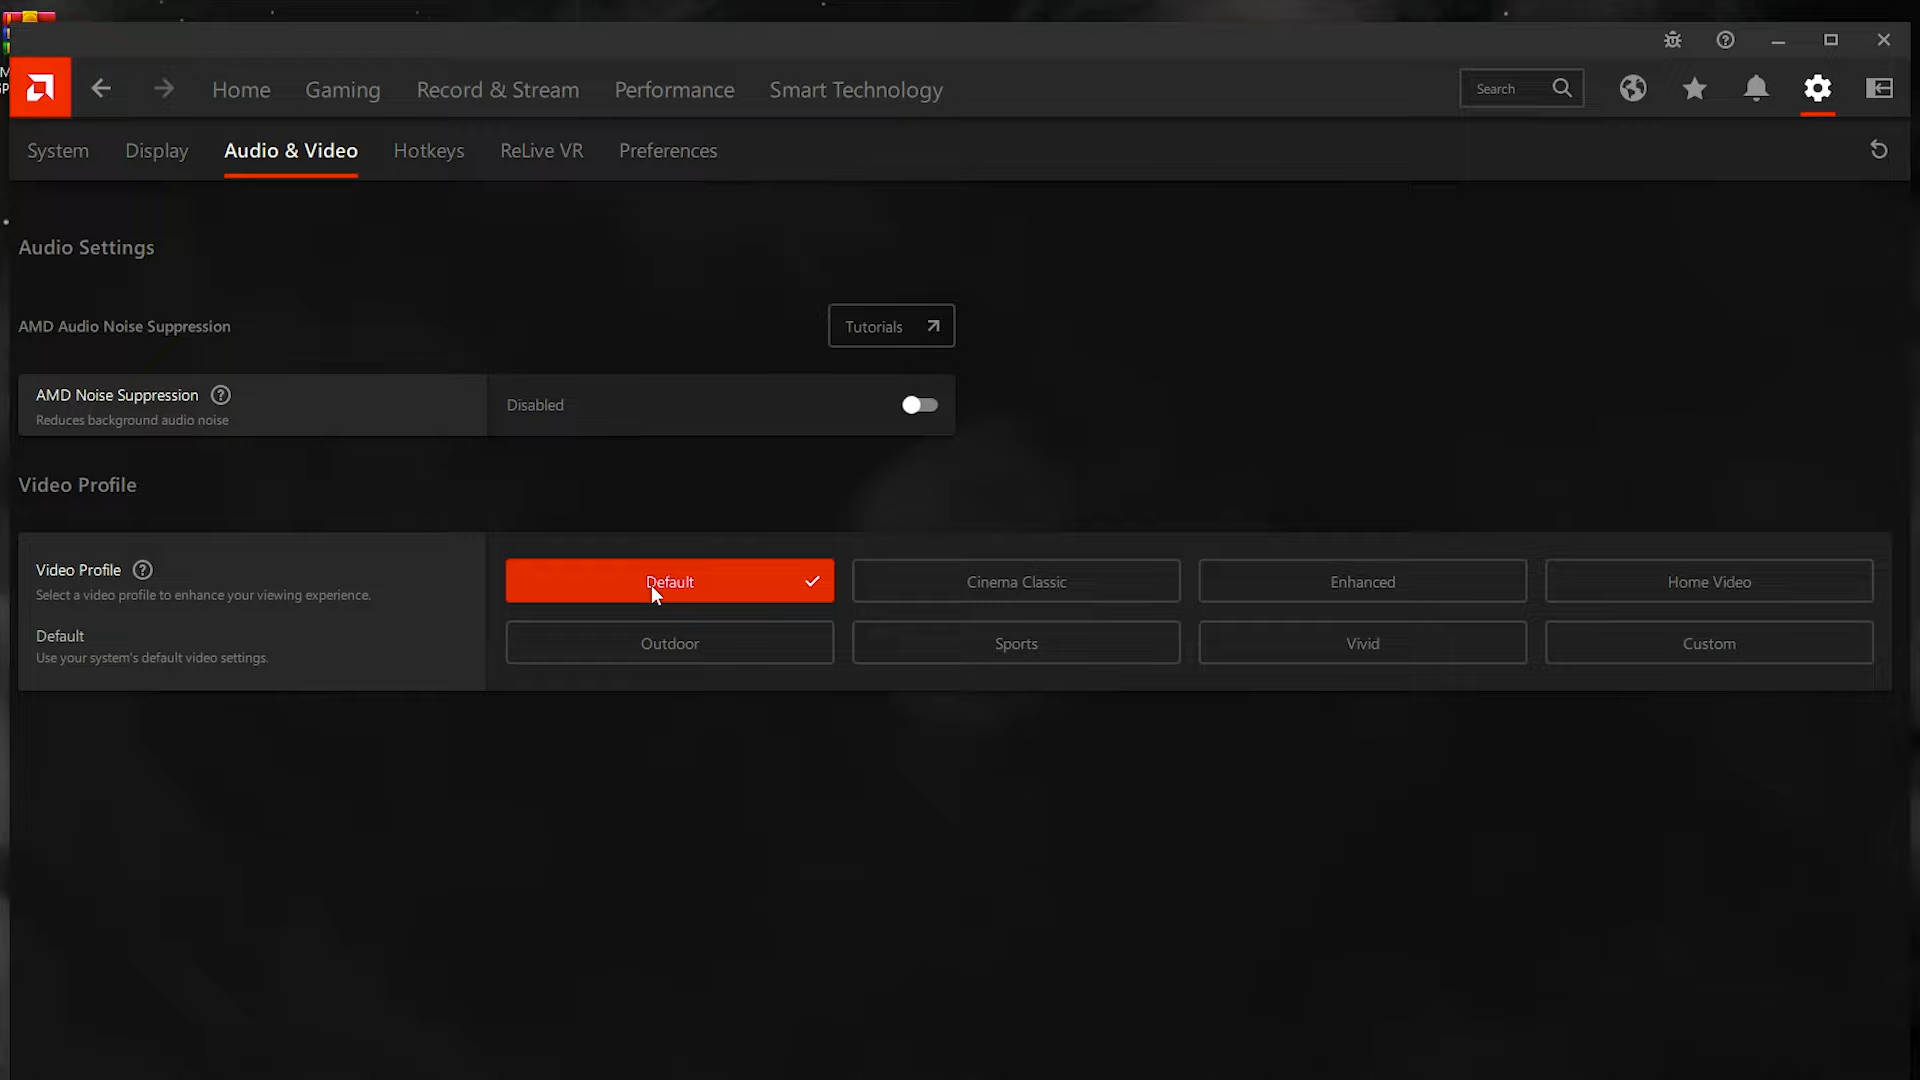 Home Gaming Record & Stream Performance Smart Technology Search
System Display Audio & Video Hotkeys ReLive VR Preferences
Audio Settings
AMD Audio Noise Suppression Tutorials
AMD Noise Suppression
Disabled
Reduces background audio noise
Video Profile
Video Profile
Select a video profile to enhance your viewing experience.
Default
Use your system's default video settings.
Default Cinema Classic Enhanced Home Video
Outdoor Sports Vivid Custom